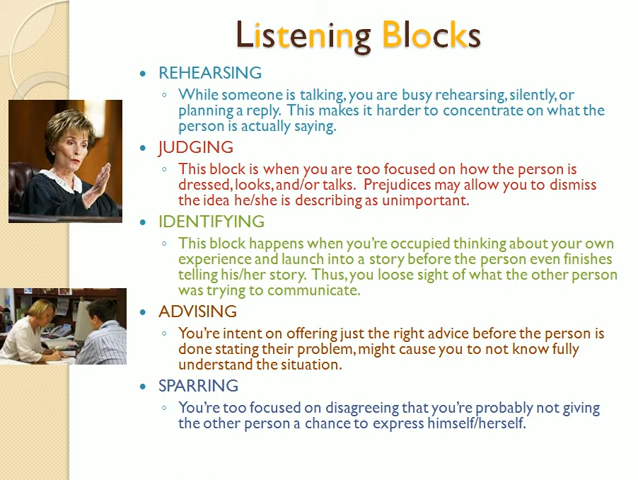 Listening Blocks
• REHEARSING
◦ While someone is talking, you are busy rehearsing, silently, or
planning a reply. This makes it harder to concentrate on what the
person is actually saying.
• JUDGING
◦ This block is when you are too focused on how the person is
dressed, looks, and/or talks. Prejudices may allow you to dismiss
the idea he/she is describing as unimportant.
• IDENTIFYING
◦ This block happens when you're occupied thinking about your own
experience and launch into a story before the person even finishes
telling his/her story. Thus, you loose sight of what the other person
was trying to communicate.
• ADVISING
◦ You're intent on offering just the right advice before the person is
done stating their problem, might cause you to not know fully
understand the situation.
• SPARRING
◦ You're too focused on disagreeing that you're probably not giving
the other person a chance to express himself/herself.